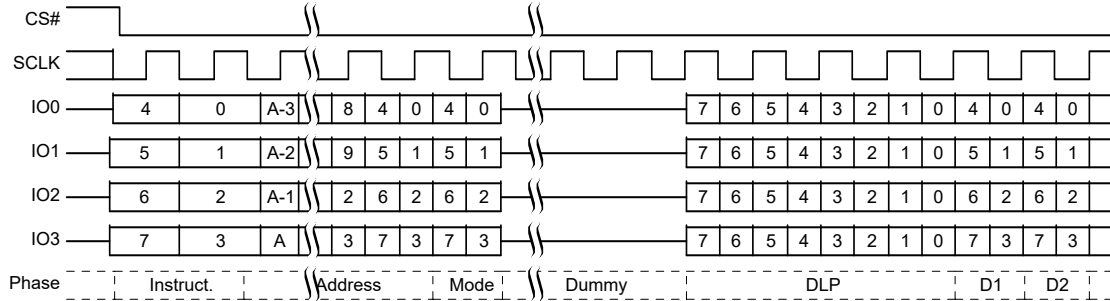 CS#
SCLK
IO0 4 0 A-3 8 4 0 4 0 7 6 5 4 3 2 1 0 4 0 4 0
IO1 5 1 A-2 9 5 1 5 1 7 6 5 4 3 2 1 0 5 1 5 1
IO2 6 2 A-1 2 6 2 6 2 7 6 5 4 3 2 1 0 6 2 6 2
IO3 7 3 A 3 7 3 7 3 7 6 5 4 3 2 1 0 7 3 7 3
Phase Instruct. Address Mode Dummy DLP D1 D2